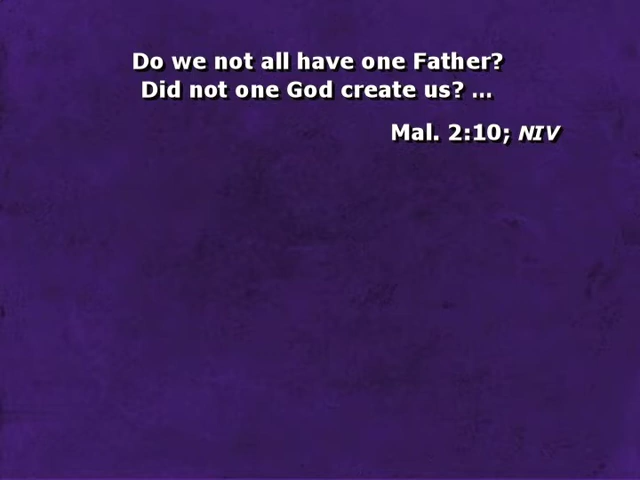 Do we not all have one Father?
Did not one God create us? ...
Mal. 2:10; NIV